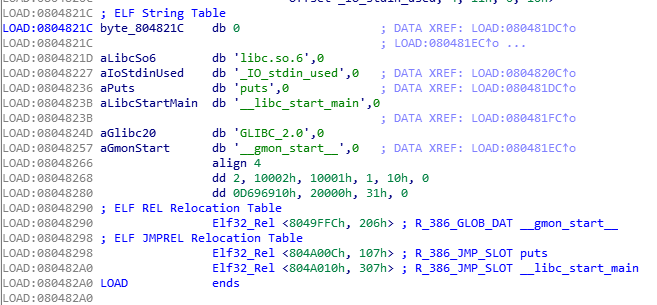 LOAD:0804821C ; ELF String Table
LOAD:0804821C byte_804821C db 0 ; DATA XREF: LOAD:080481DC↑o
LOAD:0804821C ; LOAD:080481EC↑o ...
LOAD:0804821D aLibcSo6 db 'libc.so.6',0
LOAD:08048227 aIoStdinUsed db '_IO_stdin_used',0 ; DATA XREF: LOAD:0804820C↑o
LOAD:08048236 aPuts db 'puts',0 ; DATA XREF: LOAD:080481DC↑o
LOAD:0804823B aLibcStartMain db '__libc_start_main',0
LOAD:0804823B ; DATA XREF: LOAD:080481FC↑o
LOAD:0804824D aGlibc20 db 'GLIBC_2.0',0
LOAD:08048257 aGmonStart db '__gmon_start__',0 ; DATA XREF: LOAD:080481EC↑o
LOAD:08048266 align 4
LOAD:08048268 dd 2, 10002h, 10001h, 1, 10h, 0
LOAD:08048280 dd 0D696910h, 20000h, 31h, 0
LOAD:08048290 ; ELF REL Relocation Table
LOAD:08048290 Elf32_Rel <8049FFCh, 206h> ; R_386_GLOB_DAT __gmon_start__
LOAD:08048298 ; ELF JMPREL Relocation Table
LOAD:08048298 Elf32_Rel <804A00Ch, 107h> ; R_386_JMP_SLOT puts
LOAD:080482A0 Elf32_Rel <804A010h, 307h> ; R_386_JMP_SLOT __libc_start_main
LOAD:080482A0 LOAD ends
LOAD:080482A0